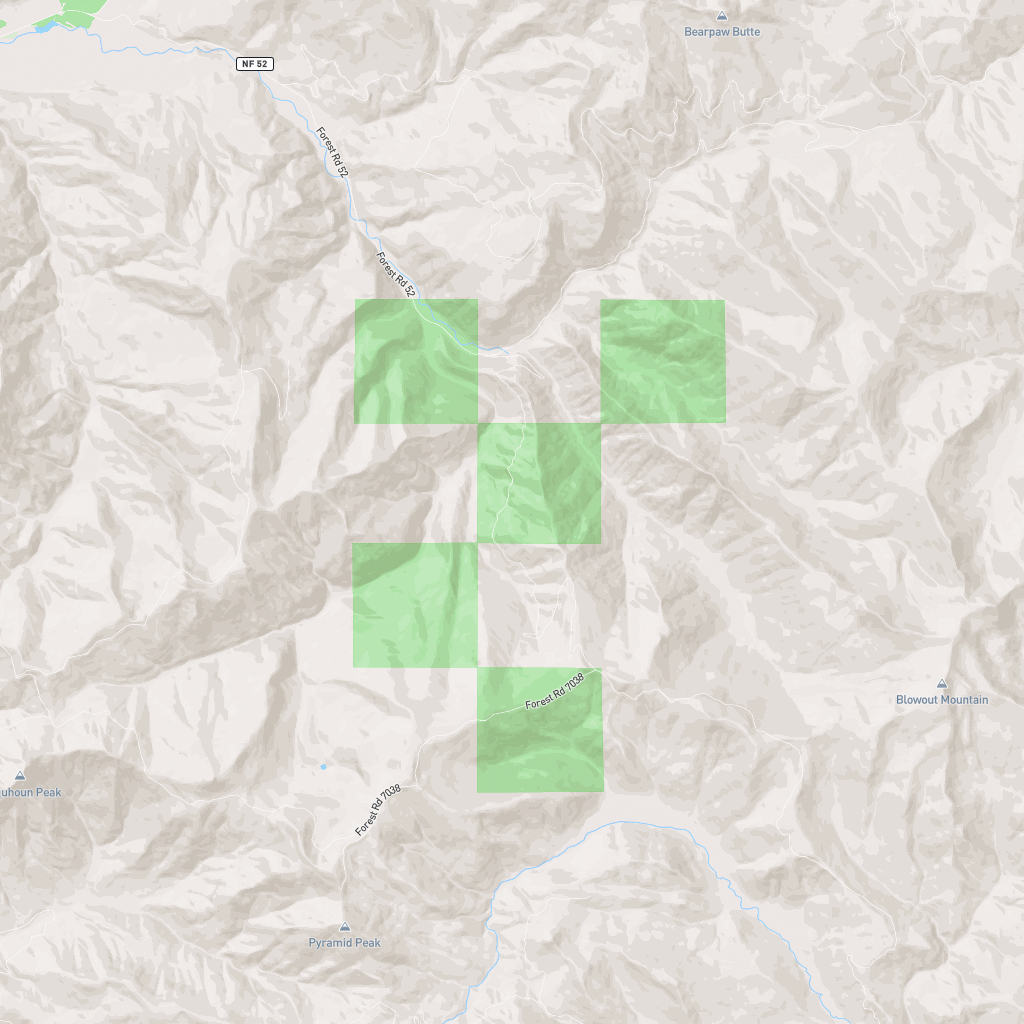 Bearpaw Butte
NF 52
Forest Rd 52
Forest Rd 52
Forest Rd 7038
Blowout Mountain
uhoun Peak
Forest Rd 7038
Pyramid Peak